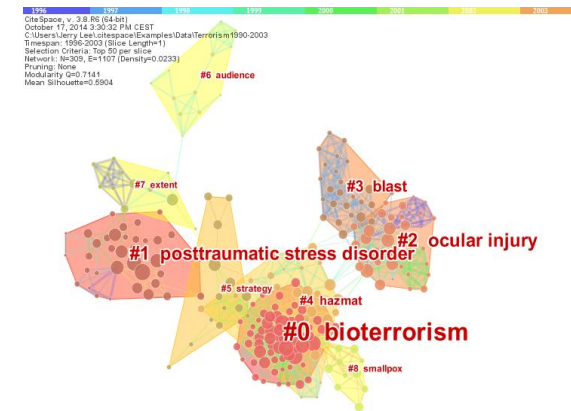 1996 1997 1998 1999 2000 2001 2002 2003
CiteSpace, v. 3.8.R6 (64-bit)
October 17, 2014 3:30:32 PM CEST
C:\Users\Jerry Lee\citespace\Examples\Data\Terrorism1990-2003
Timespan: 1996-2003 (Slice Length=1)
Selection Criteria: Top 50 per slice
Network: N=309, E=1107 (Density=0.0233)
Pruning: None
Modularity Q=0.7141
Mean Silhouette=0.5904
#6 audience
#7 extent
#3 blast
#2 ocular injury
#1 posttraumatic stress disorder
#5 strategy
#4 hazmat
#0 bioterrorism
#8 smallpox